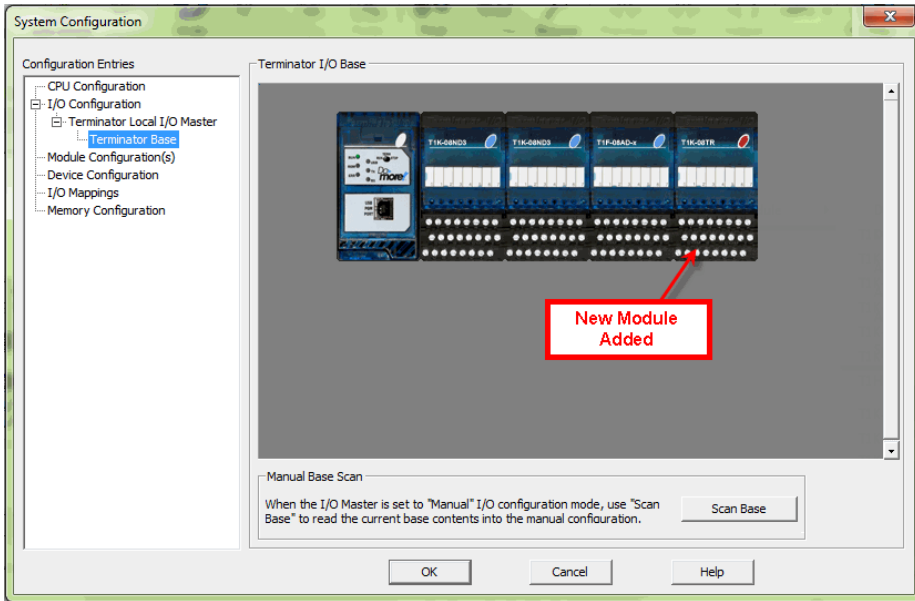 System Configuration
Configuration Entries
CPU Configuration
I/O Configuration
Terminator Local I/O Master
Terminator Base
Module Configuration(s)
Device Configuration
I/O Mappings
Memory Configuration
Terminator I/O Base
T1K-08ND3
T1K-08ND3
T1F-08AD-x
T1K-08TR
Do-more!
New Module
Added
Manual Base Scan
When the I/O Master is set to "Manual" I/O configuration mode, use "Scan
Base" to read the current base contents into the manual configuration.
Scan Base
OK
Cancel
Help